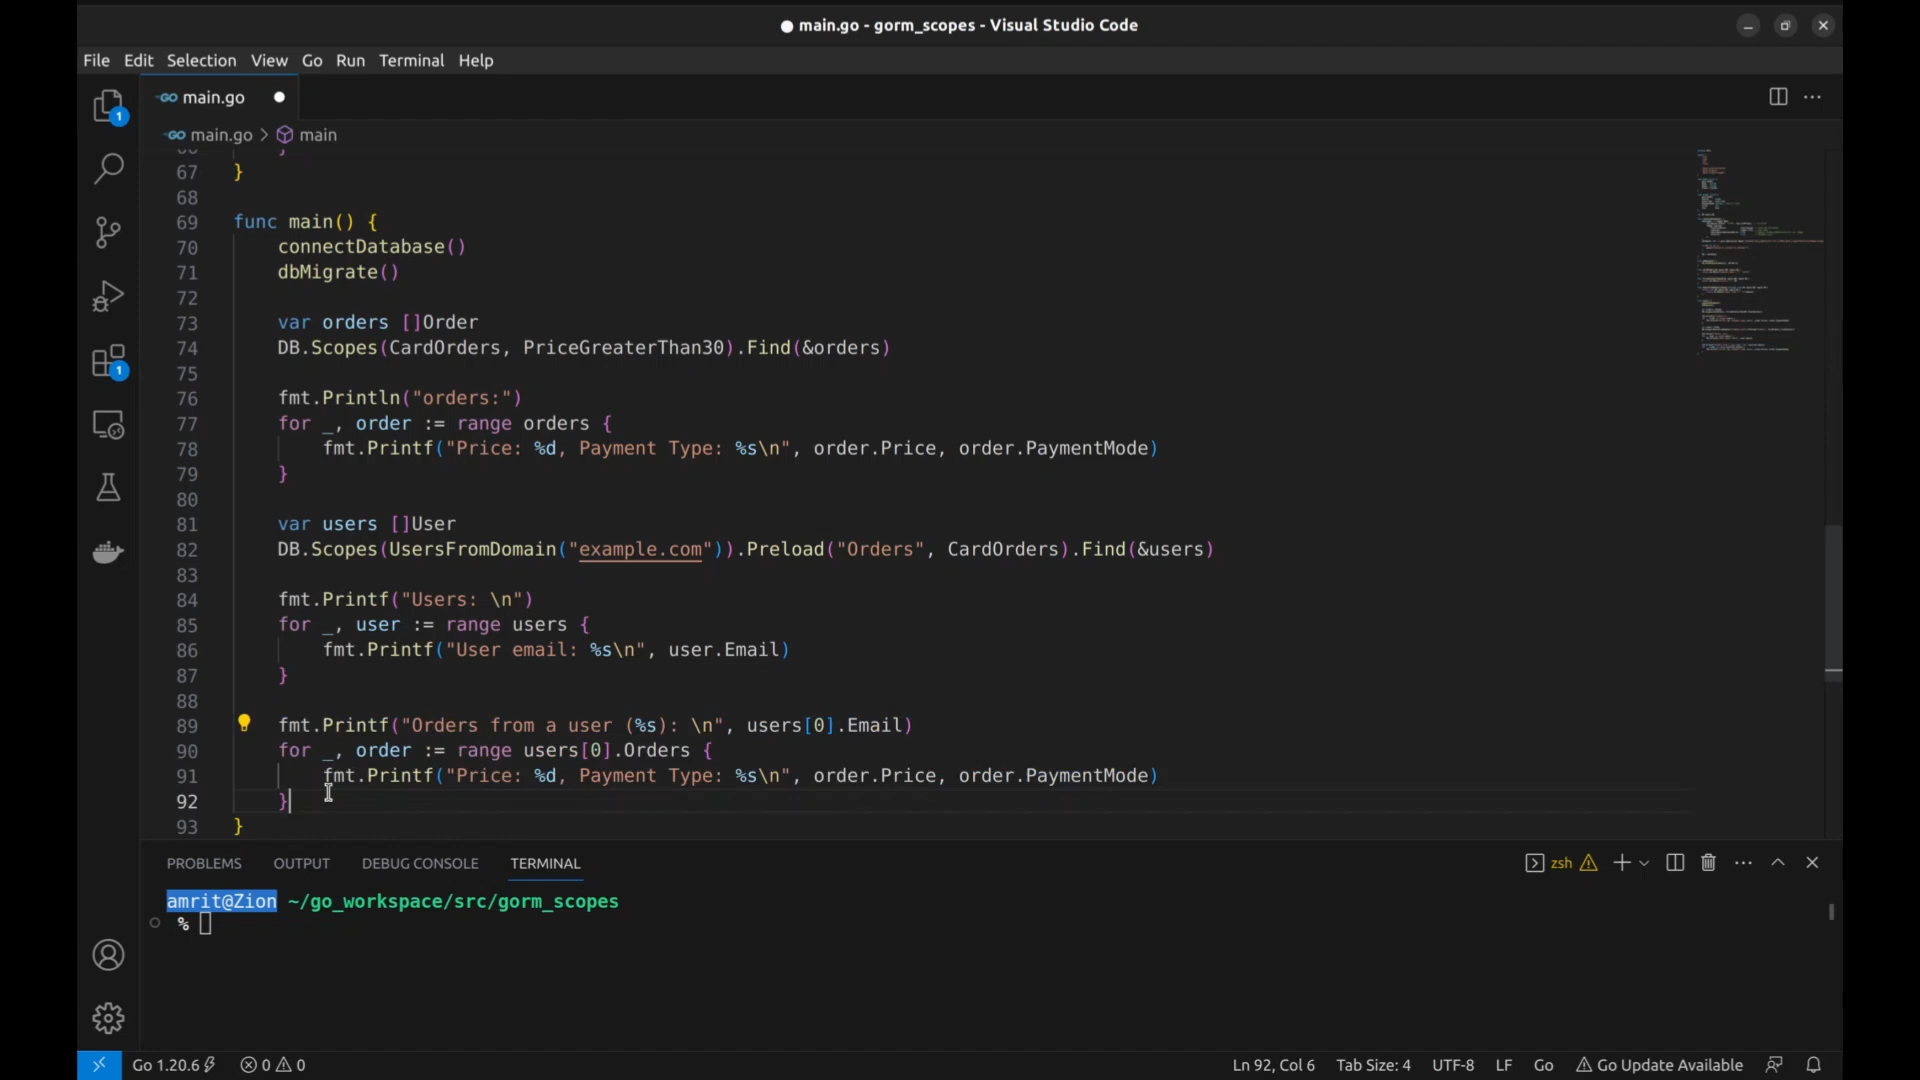 main.go - gorm_scopes - Visual Studio Code
File Edit Selection View Go Run Terminal Help
main.go
main.go > main
67 }
68
69 func main() {
70 connectDatabase()
71 dbMigrate()
72
73 var orders []Order
74 DB.Scopes(CardOrders, PriceGreaterThan30).Find(&orders)
75
76 fmt.Println("orders:")
77 for _, order := range orders {
78 fmt.Printf("Price: %d, Payment Type: %s\n", order.Price, order.PaymentMode)
79 }
80
81 var users []User
82 DB.Scopes(UsersFromDomain("example.com")).Preload("Orders", CardOrders).Find(&users)
83
84 fmt.Printf("Users: \n")
85 for _, user := range users {
86 fmt.Printf("User email: %s\n", user.Email)
87 }
88
89 fmt.Printf("Orders from a user (%s): \n", users[0].Email)
90 for _, order := range users[0].Orders {
91 fmt.Printf("Price: %d, Payment Type: %s\n", order.Price, order.PaymentMode)
92 }
93 }
1
1
PROBLEMS OUTPUT DEBUG CONSOLE TERMINAL zsh
amrit@Zion ~/go_workspace/src/gorm_scopes
%
Go 1.20.6 0 0 Ln 92, Col 6 Tab Size: 4 UTF-8 LF Go Go Update Available